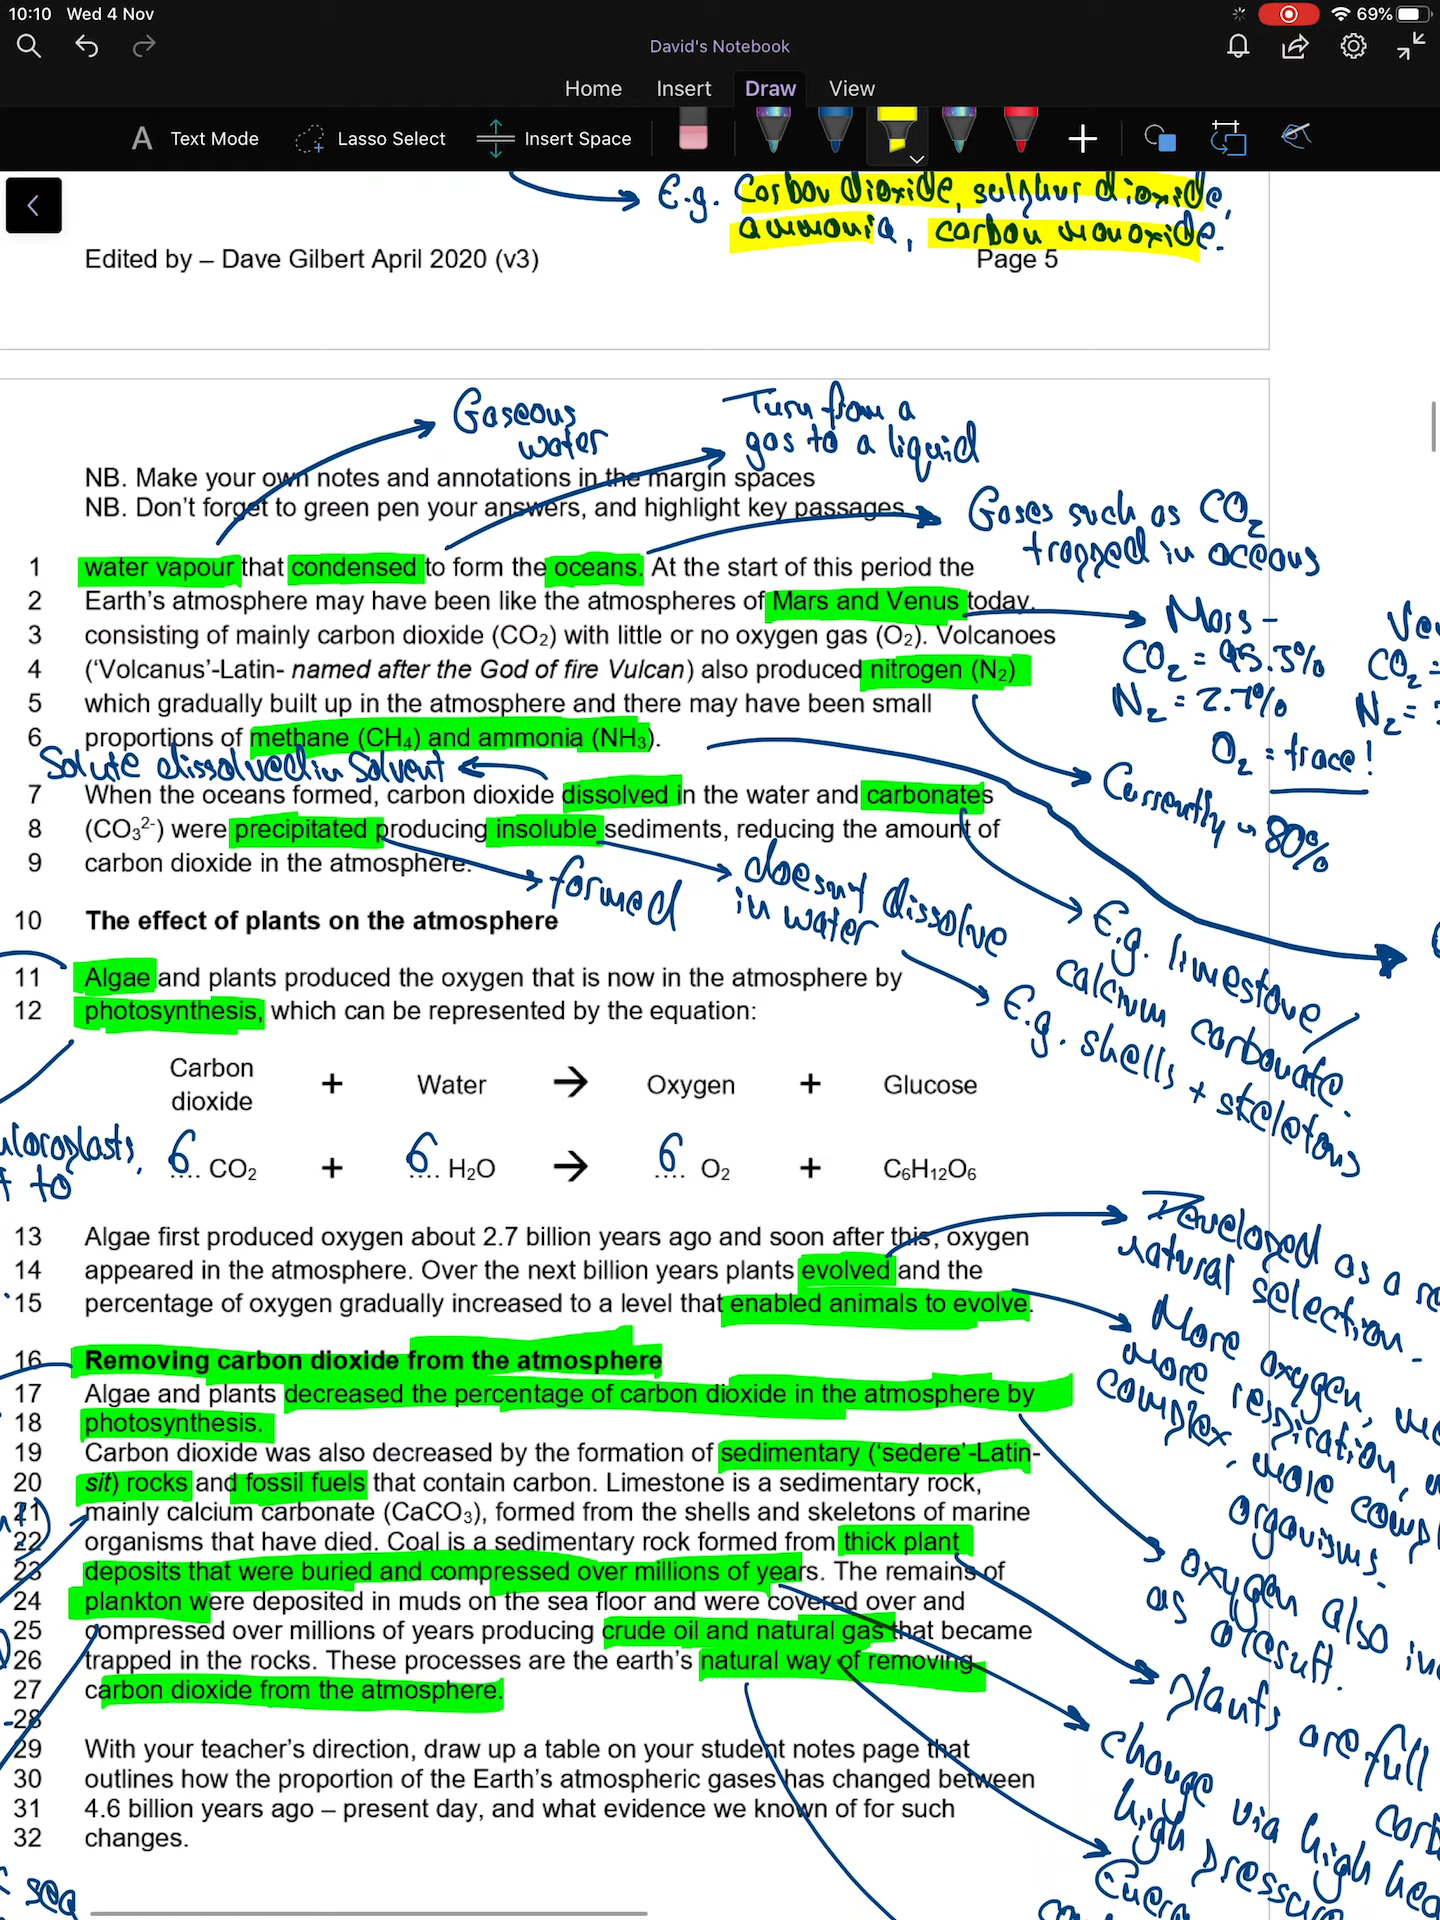 10:10 Wed 4 Nov
69%
David's Notebook
Home Insert Draw View
Text Mode Lasso Select Insert Space
E.g. Carbon dioxide, sulphur dioxide,
ammonia, carbon monoxide.
Edited by – Dave Gilbert April 2020 (v3) Page 5
Gaseous
water
Turn from a
gas to a liquid
NB. Make your own notes and annotations in the margin spaces
NB. Don't forget to green pen your answers, and highlight key passages
Gases such as CO2
trapped in oceans
1 water vapour that condensed to form the oceans. At the start of this period the
2 Earth's atmosphere may have been like the atmospheres of Mars and Venus today,
3 consisting of mainly carbon dioxide (CO2) with little or no oxygen gas (O2). Volcanoes
4 ('Volcanus'-Latin- named after the God of fire Vulcan) also produced nitrogen (N2)
5 which gradually built up in the atmosphere and there may have been small
6 proportions of methane (CH4) and ammonia (NH3).
Mars -
CO2 = 95.3%
N2 = 2.7%
O2 = trace!
CO2 =
N2 =
Currently ~ 80%
Solute dissolved in solvent
7 When the oceans formed, carbon dioxide dissolved in the water and carbonates
8 (CO3²⁻) were precipitated producing insoluble sediments, reducing the amount of
9 carbon dioxide in the atmosphere.
formed
doesn't dissolve
in water
E.g. limestone/
calcium carbonate.
E.g. shells + skeletons
10 The effect of plants on the atmosphere
11 Algae and plants produced the oxygen that is now in the atmosphere by
12 photosynthesis, which can be represented by the equation:
Carbon dioxide + Water → Oxygen + Glucose
6 CO2 + 6 H2O → 6 O2 + C6H12O6
to
13 Algae first produced oxygen about 2.7 billion years ago and soon after this, oxygen
14 appeared in the atmosphere. Over the next billion years plants evolved and the
15 percentage of oxygen gradually increased to a level that enabled animals to evolve.
Developed as a
natural selection.
More oxygen,
more respiration,
complex, more
organisms.
16 Removing carbon dioxide from the atmosphere
17 Algae and plants decreased the percentage of carbon dioxide in the atmosphere by
18 photosynthesis.
19 Carbon dioxide was also decreased by the formation of sedimentary ('sedere'-Latin-
20 sit) rocks and fossil fuels that contain carbon. Limestone is a sedimentary rock,
21 mainly calcium carbonate (CaCO3), formed from the shells and skeletons of marine
22 organisms that have died. Coal is a sedimentary rock formed from thick plant
23 deposits that were buried and compressed over millions of years. The remains of
24 plankton were deposited in muds on the sea floor and were covered over and
25 compressed over millions of years producing crude oil and natural gas that became
26 trapped in the rocks. These processes are the earth's natural way of removing
27 carbon dioxide from the atmosphere.
28
oxygen also
as a result.
plants are full
change via high
high pressure
29 With your teacher's direction, draw up a table on your student notes page that
30 outlines how the proportion of the Earth's atmospheric gases has changed between
31 4.6 billion years ago – present day, and what evidence we known of for such
32 changes.
sea